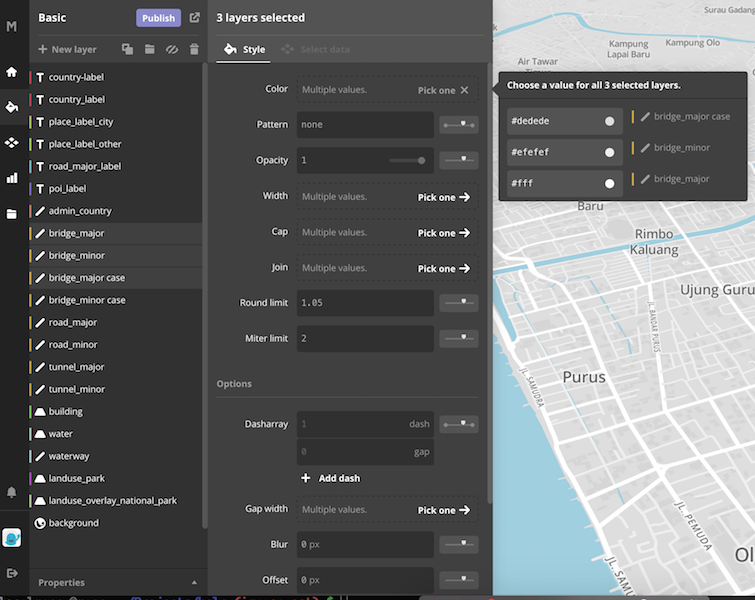 M
Basic
Publish
New layer
country-label
country_label
place_label_city
place_label_other
road_major_label
poi_label
admin_country
bridge_major
bridge_minor
bridge_major case
bridge_minor case
road_major
road_minor
tunnel_major
tunnel_minor
building
water
waterway
landuse_park
landuse_overlay_national_park
background
Properties
3 layers selected
Style
Select data
Color Multiple values. Pick one
Pattern none
Opacity 1
Width Multiple values. Pick one
Cap Multiple values. Pick one
Join Multiple values. Pick one
Round limit 1.05
Miter limit 2
Options
Dasharray 1 dash
0 gap
Add dash
Gap width Multiple values. Pick one
Blur 0 px
Offset 0 px
Choose a value for all 3 selected layers.
#dedede bridge_major case
#efefef bridge_minor
#fff bridge_major
Surau Gadang
Kampung Olo
Kampung
Lapai Baru
Air Tawar
Baru
Rimbo
Kaluang
Ujung Guru
JL. BANDAR PURUS
Purus
JL. SAMUDRA
JL. PEMUDA
JL. SAMU
Ol